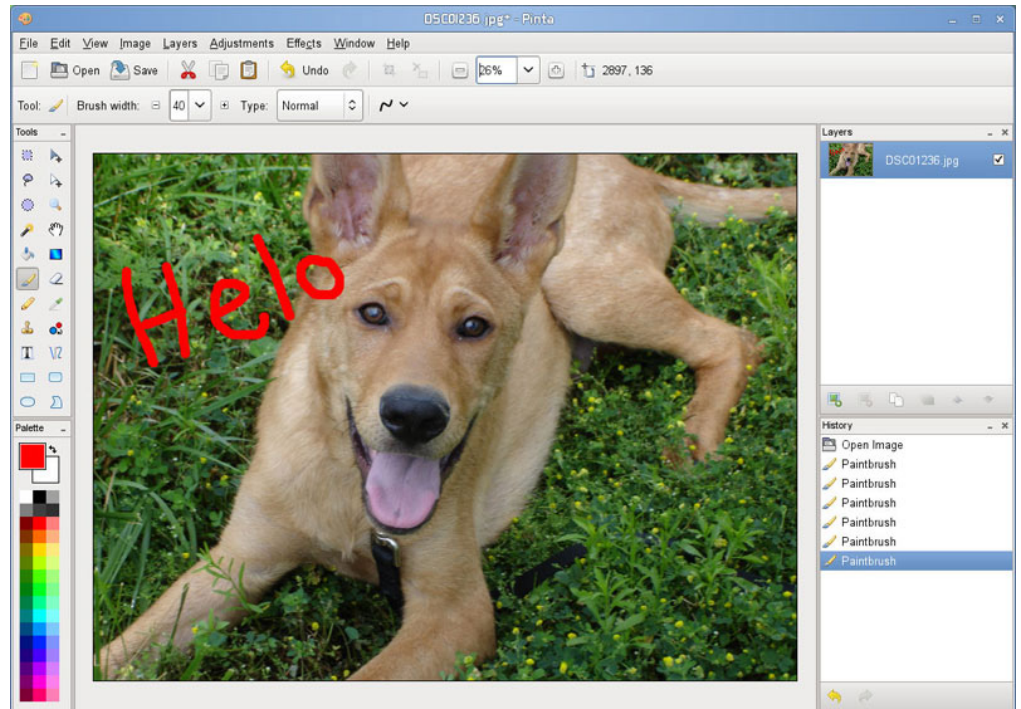 DSC01236.jpg* - Pinta
File Edit View Image Layers Adjustments Effects Window Help
Open Save Undo 26% 2897, 136
Tool: Brush width: 40 Type: Normal
Tools
Layers
DSC01236.jpg
Helo
T
Palette
History
Open Image
Paintbrush
Paintbrush
Paintbrush
Paintbrush
Paintbrush
Paintbrush